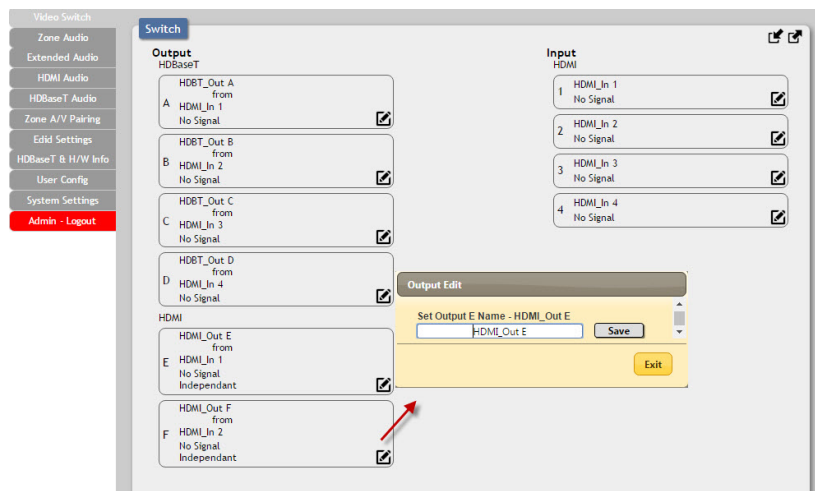 Video Switch
Zone Audio
Extended Audio
HDMI Audio
HDBaseT Audio
Zone A/V Pairing
Edid Settings
HDBaseT & H/W Info
User Config
System Settings
Admin - Logout
Switch
Output
HDBaseT
A
HDBT_Out A
from
HDMI_In 1
No Signal
B
HDBT_Out B
from
HDMI_In 2
No Signal
C
HDBT_Out C
from
HDMI_In 3
No Signal
D
HDBT_Out D
from
HDMI_In 4
No Signal
HDMI
E
HDMI_Out E
from
HDMI_In 1
No Signal
Independant
F
HDMI_Out F
from
HDMI_In 2
No Signal
Independant
Input
HDMI
1
HDMI_In 1
No Signal
2
HDMI_In 2
No Signal
3
HDMI_In 3
No Signal
4
HDMI_In 4
No Signal
Output Edit
Set Output E Name - HDMI_Out E
HDMI_Out E
Save
Exit